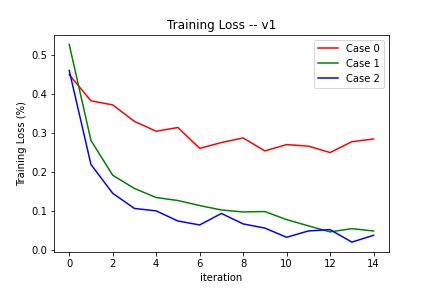 Training Loss -- v1
Training Loss (%)
0.5
0.4
0.3
0.2
0.1
0.0
Case 0
Case 1
Case 2
0 2 4 6 8 10 12 14
iteration